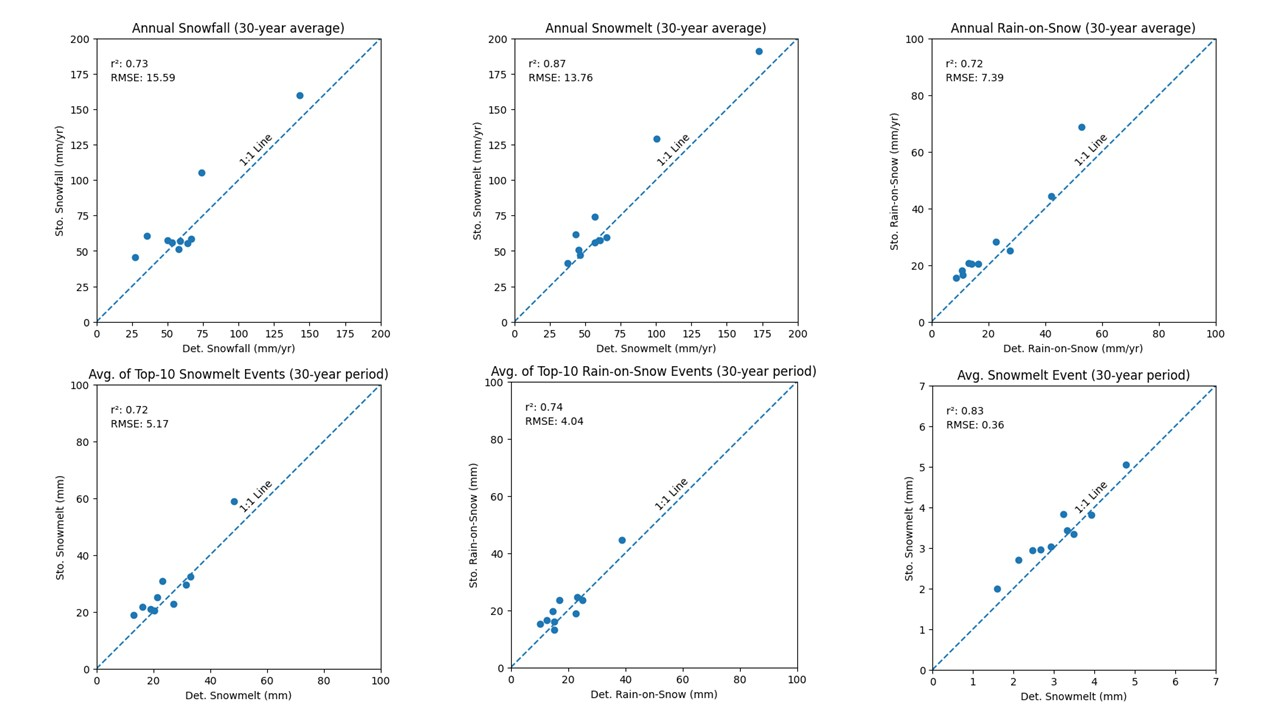 Annual Snowfall (30-year average)
r²: 0.73
RMSE: 15.59
1:1 Line
Sto. Snowfall (mm/yr)
200
175
150
125
100
75
50
25
0
0 25 50 75 100 125 150 175 200
Det. Snowfall (mm/yr)
Annual Snowmelt (30-year average)
r²: 0.87
RMSE: 13.76
1:1 Line
Sto. Snowmelt (mm/yr)
200
175
150
125
100
75
50
25
0
0 25 50 75 100 125 150 175 200
Det. Snowmelt (mm/yr)
Annual Rain-on-Snow (30-year average)
r²: 0.72
RMSE: 7.39
1:1 Line
Sto. Rain-on-Snow (mm/yr)
100
80
60
40
20
0
0 20 40 60 80 100
Det. Rain-on-Snow (mm/yr)
Avg. of Top-10 Snowmelt Events (30-year period)
r²: 0.72
RMSE: 5.17
1:1 Line
Sto. Snowmelt (mm)
100
80
60
40
20
0
0 20 40 60 80 100
Det. Snowmelt (mm)
Avg. of Top-10 Rain-on-Snow Events (30-year period)
r²: 0.74
RMSE: 4.04
1:1 Line
Sto. Rain-on-Snow (mm)
100
80
60
40
20
0
0 20 40 60 80 100
Det. Rain-on-Snow (mm)
Avg. Snowmelt Event (30-year period)
r²: 0.83
RMSE: 0.36
1:1 Line
Sto. Snowmelt (mm)
7
6
5
4
3
2
1
0
0 1 2 3 4 5 6 7
Det. Snowmelt (mm)